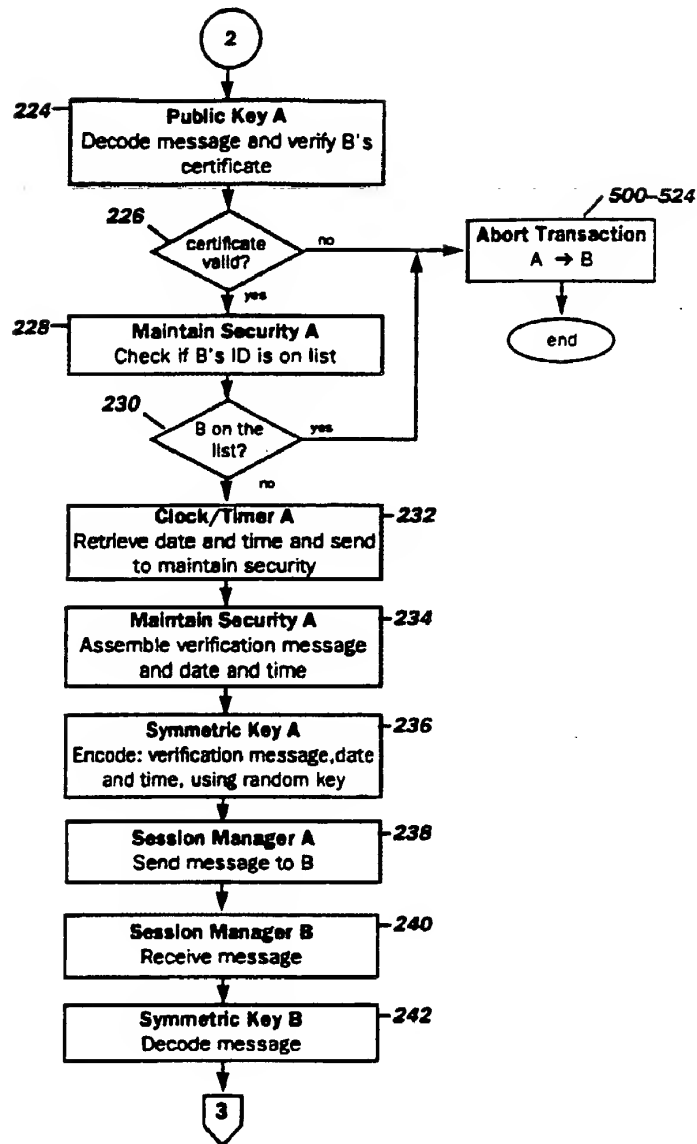 2
224
Public Key A
Decode message and verify B's
certificate
226
certificate
valid?
no
yes
500-524
Abort Transaction
A → B
end
228
Maintain Security A
Check if B's ID is on list
230
B on the
list?
yes
no
Clock/Timer A
Retrieve date and time and send
to maintain security
232
Maintain Security A
Assemble verification message
and date and time
234
Symmetric Key A
Encode: verification message,date
and time, using random key
236
Session Manager A
Send message to B
238
Session Manager B
Receive message
240
Symmetric Key B
Decode message
242
3